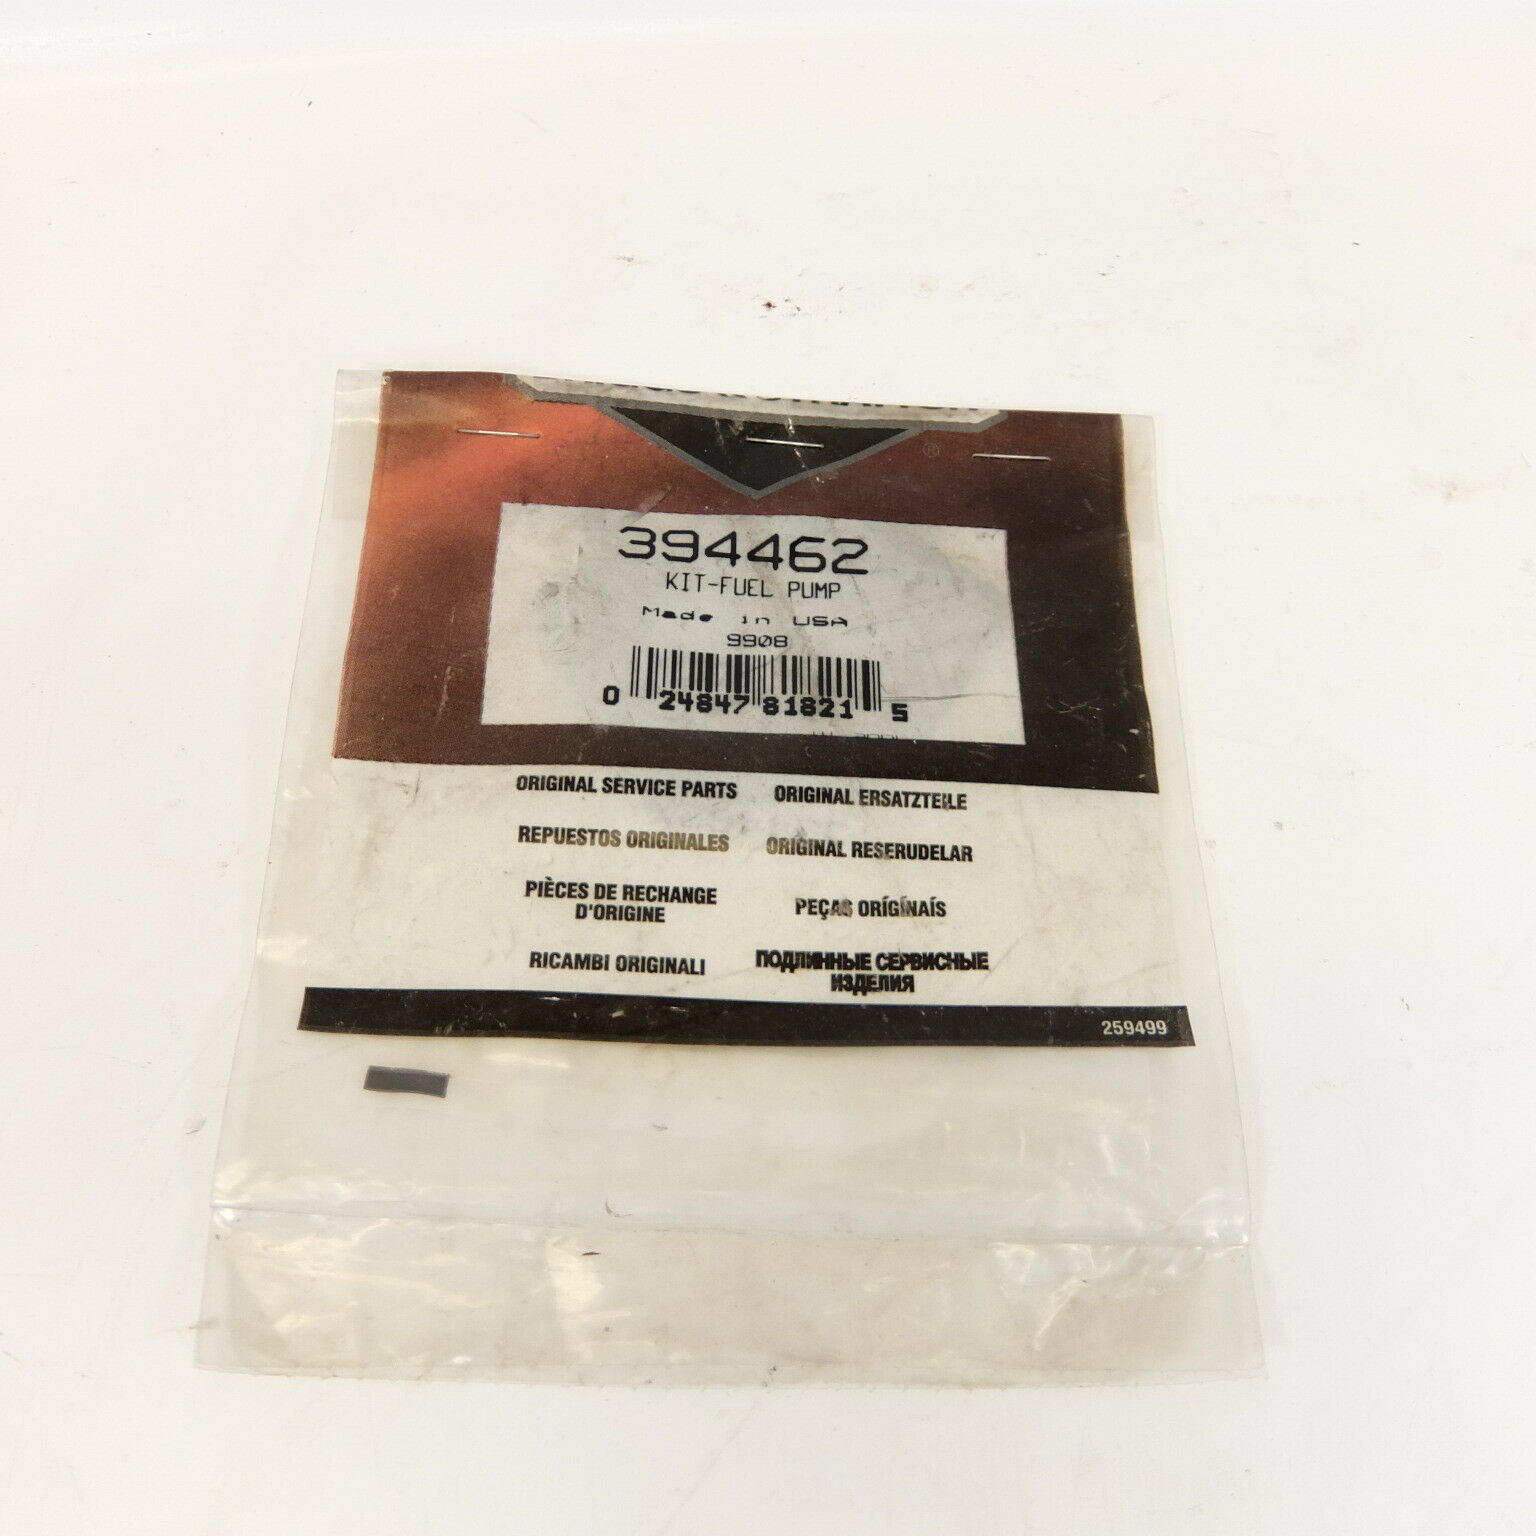 ®
394462
KIT-FUEL PUMP
Made in USA
9908
0 24847 81821 5
ORIGINAL SERVICE PARTS
ORIGINAL ERSATZTEILE
REPUESTOS ORIGINALES
ORIGINAL RESERUDELAR
PIÈCES DE RECHANGE
D'ORIGINE
PEÇAS ORÍGÍNAÍS
RICAMBI ORIGINALI
ПОДЛИННЫЕ СЕРВИСНЫЕ
ИЗДЕЛИЯ
259499